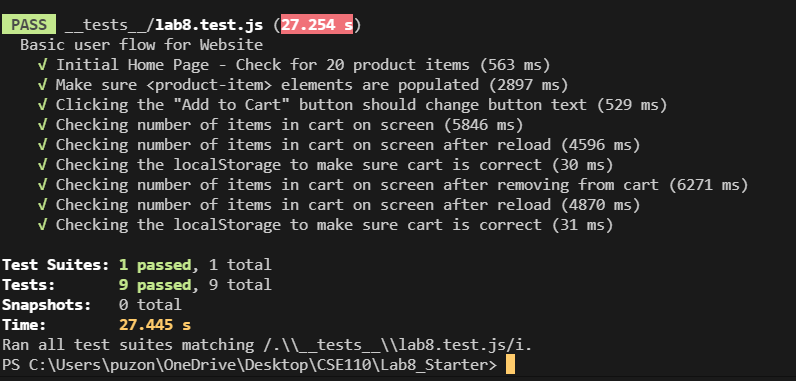 PASS __tests__/lab8.test.js (27.254 s)
Basic user flow for Website
√ Initial Home Page - Check for 20 product items (563 ms)
√ Make sure <product-item> elements are populated (2897 ms)
√ Clicking the "Add to Cart" button should change button text (529 ms)
√ Checking number of items in cart on screen (5846 ms)
√ Checking number of items in cart on screen after reload (4596 ms)
√ Checking the localStorage to make sure cart is correct (30 ms)
√ Checking number of items in cart on screen after removing from cart (6271 ms)
√ Checking number of items in cart on screen after reload (4870 ms)
√ Checking the localStorage to make sure cart is correct (31 ms)
Test Suites: 1 passed, 1 total
Tests: 9 passed, 9 total
Snapshots: 0 total
Time: 27.445 s
Ran all test suites matching /.\\__tests__\\lab8.test.js/i.
PS C:\Users\puzon\OneDrive\Desktop\CSE110\Lab8_Starter>